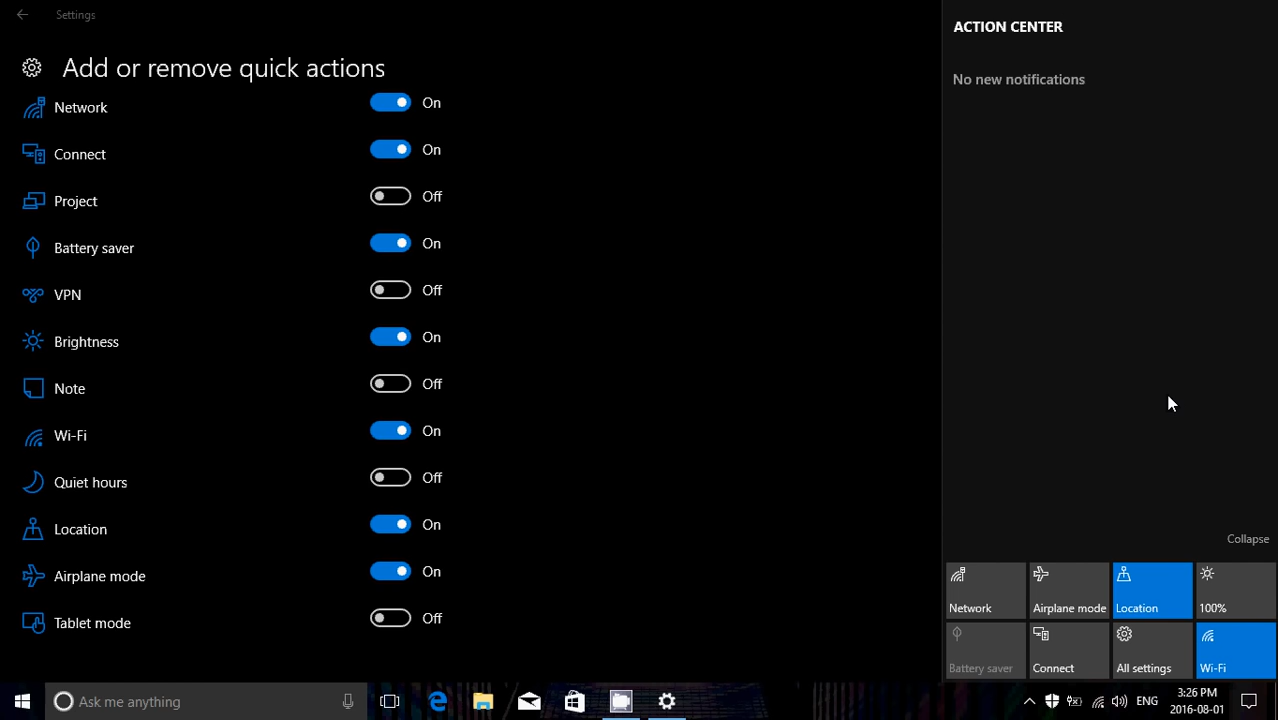 Settings
Add or remove quick actions
Network On
Connect On
Project Off
Battery saver On
VPN Off
Brightness On
Note Off
Wi-Fi On
Quiet hours Off
Location On
Airplane mode On
Tablet mode Off
ACTION CENTER
No new notifications
Collapse
Network Airplane mode Location 100%
Battery saver Connect All settings Wi-Fi
Ask me anything
ENG
3:26 PM
2016-08-01